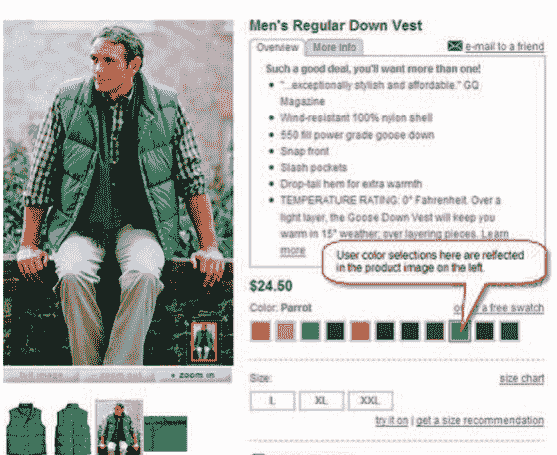 Men's Regular Down Vest
Overview
More Info
e-mail to a friend
Such a good deal, you'll want more than one!
"...exceptionally stylish and affordable." GQ
Magazine
Wind-resistant 100% nylon shell
550 fill power grade goose down
Snap front
Slash pockets
Drop-tail hem for extra warmth
TEMPERATURE RATING: 0° Fahrenheit. Over a
light layer, the Goose Down Vest will keep you
warm in 15° weather; over layering pieces. Learn
more
User color selections here are relfected
in the product image on the left.
$24.50
Color: Parrot
a free swatch
full image
zoom out
+ zoom in
Size:
size chart
L
XL
XXL
try it on | get a size recommendation